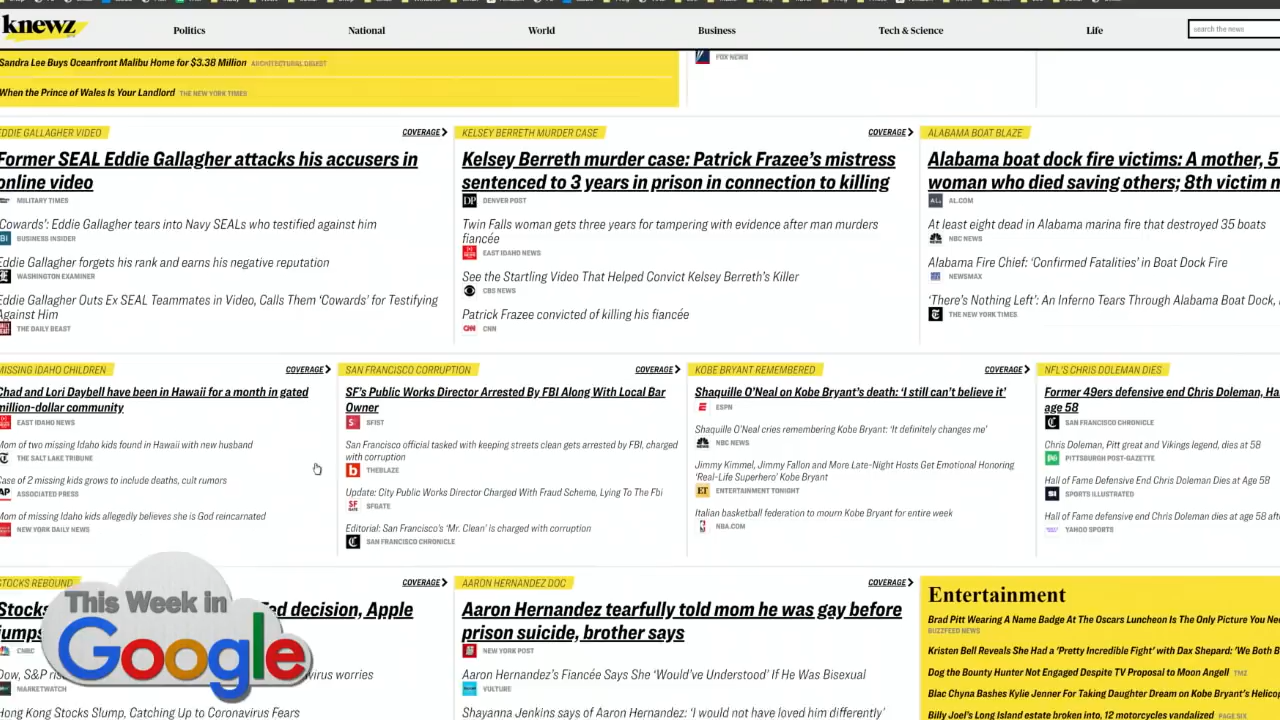 knewz
Politics
National
World
Business
Tech & Science
Life
search the news
Sandra Lee Buys Oceanfront Malibu Home for $3.38 Million ARCHITECTURAL DIGEST
When the Prince of Wales Is Your Landlord THE NEW YORK TIMES
FOX NEWS
EDDIE GALLAGHER VIDEO
COVERAGE
Former SEAL Eddie Gallagher attacks his accusers in
online video
MILITARY TIMES
'Cowards': Eddie Gallagher tears into Navy SEALs who testified against him
BUSINESS INSIDER
Eddie Gallagher forgets his rank and earns his negative reputation
WASHINGTON EXAMINER
Eddie Gallagher Outs Ex SEAL Teammates in Video, Calls Them 'Cowards' for Testifying
Against Him
THE DAILY BEAST
KELSEY BERRETH MURDER CASE
COVERAGE
Kelsey Berreth murder case: Patrick Frazee's mistress
sentenced to 3 years in prison in connection to killing
DP DENVER POST
Twin Falls woman gets three years for tampering with evidence after man murders
fiancée
EAST IDAHO NEWS
See the Startling Video That Helped Convict Kelsey Berreth's Killer
CBS NEWS
Patrick Frazee convicted of killing his fiancée
CNN CNN
ALABAMA BOAT BLAZE
Alabama boat dock fire victims: A mother, 5
woman who died saving others; 8th victim
AL. AL.COM
At least eight dead in Alabama marina fire that destroyed 35 boats
NBC NEWS
Alabama Fire Chief: 'Confirmed Fatalities' in Boat Dock Fire
NEWSMAX
'There's Nothing Left': An Inferno Tears Through Alabama Boat Dock,
THE NEW YORK TIMES
MISSING IDAHO CHILDREN
COVERAGE
Chad and Lori Daybell have been in Hawaii for a month in gated
million-dollar community
EAST IDAHO NEWS
Mom of two missing Idaho kids found in Hawaii with new husband
THE SALT LAKE TRIBUNE
Case of 2 missing kids grows to include deaths, cult rumors
AP ASSOCIATED PRESS
Mom of missing Idaho kids allegedly believes she is God reincarnated
NEW YORK DAILY NEWS
SAN FRANCISCO CORRUPTION
COVERAGE
SF's Public Works Director Arrested By FBI Along With Local Bar
Owner
SFIST
San Francisco official tasked with keeping streets clean gets arrested by FBI, charged
with corruption
b THEBLAZE
Update: City Public Works Director Charged With Fraud Scheme, Lying To The Fbi
SF GATE SFGATE
Editorial: San Francisco's 'Mr. Clean' is charged with corruption
SAN FRANCISCO CHRONICLE
KOBE BRYANT REMEMBERED
COVERAGE
Shaquille O'Neal on Kobe Bryant's death: 'I still can't believe it'
ESPN
Shaquille O'Neal cries remembering Kobe Bryant: 'It definitely changes me'
NBC NEWS
Jimmy Kimmel, Jimmy Fallon and More Late-Night Hosts Get Emotional Honoring
'Real-Life Superhero' Kobe Bryant
ET ENTERTAINMENT TONIGHT
Italian basketball federation to mourn Kobe Bryant for entire week
NBA.COM
NFL'S CHRIS DOLEMAN DIES
Former 49ers defensive end Chris Doleman,
age 58
SAN FRANCISCO CHRONICLE
Chris Doleman, Pitt great and Vikings legend, dies at 58
PITTSBURGH POST-GAZETTE
Hall of Fame Defensive End Chris Doleman Dies at Age 58
SI SPORTS ILLUSTRATED
Hall of Fame defensive end Chris Doleman dies at age 58
YAHOO SPORTS
STOCKS REBOUND
COVERAGE
Stocks Fed decision, Apple
jumps
CNBC
Dow, S&P virus worries
MARKETWATCH
Hong Kong Stocks Slump, Catching Up to Coronavirus Fears
This Week in
Google
AARON HERNANDEZ DOC
COVERAGE
Aaron Hernandez tearfully told mom he was gay before
prison suicide, brother says
NEW YORK POST
Aaron Hernandez's Fiancée Says She 'Would've Understood' If He Was Bisexual
VULTURE
Shayanna Jenkins says of Aaron Hernandez: 'I would not have loved him differently'
Entertainment
Brad Pitt Wearing A Name Badge At The Oscars Luncheon Is The Only Picture You
BUZZFEED NEWS
Kristen Bell Reveals She Had a 'Pretty Incredible Fight' with Dax Shepard: 'We Both
Dog the Bounty Hunter Not Engaged Despite TV Proposal to Moon Angell TMZ
Blac Chyna Bashes Kylie Jenner For Taking Daughter Dream on Kobe Bryant's
Billy Joel's Long Island estate broken into, 12 motorcycles vandalized PAGE SIX